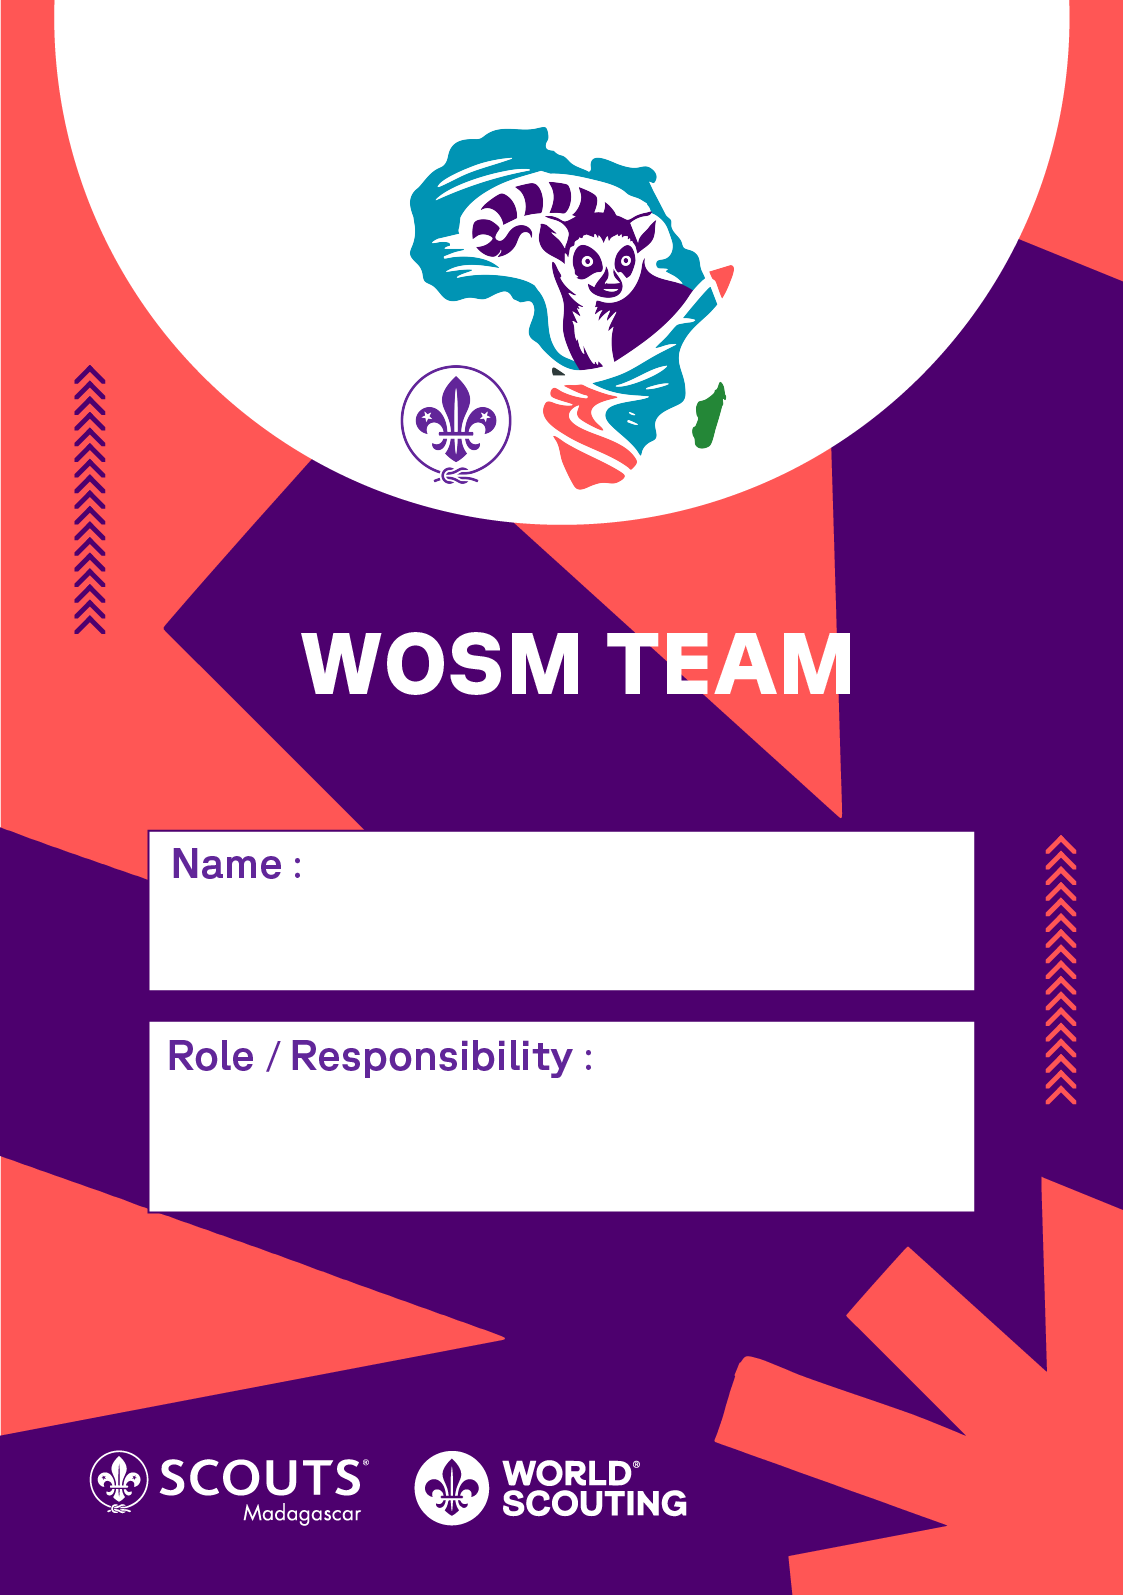 WOSM TEAM
Name :
Role / Responsibility :
SCOUTS®
Madagascar
WORLD®
SCOUTING